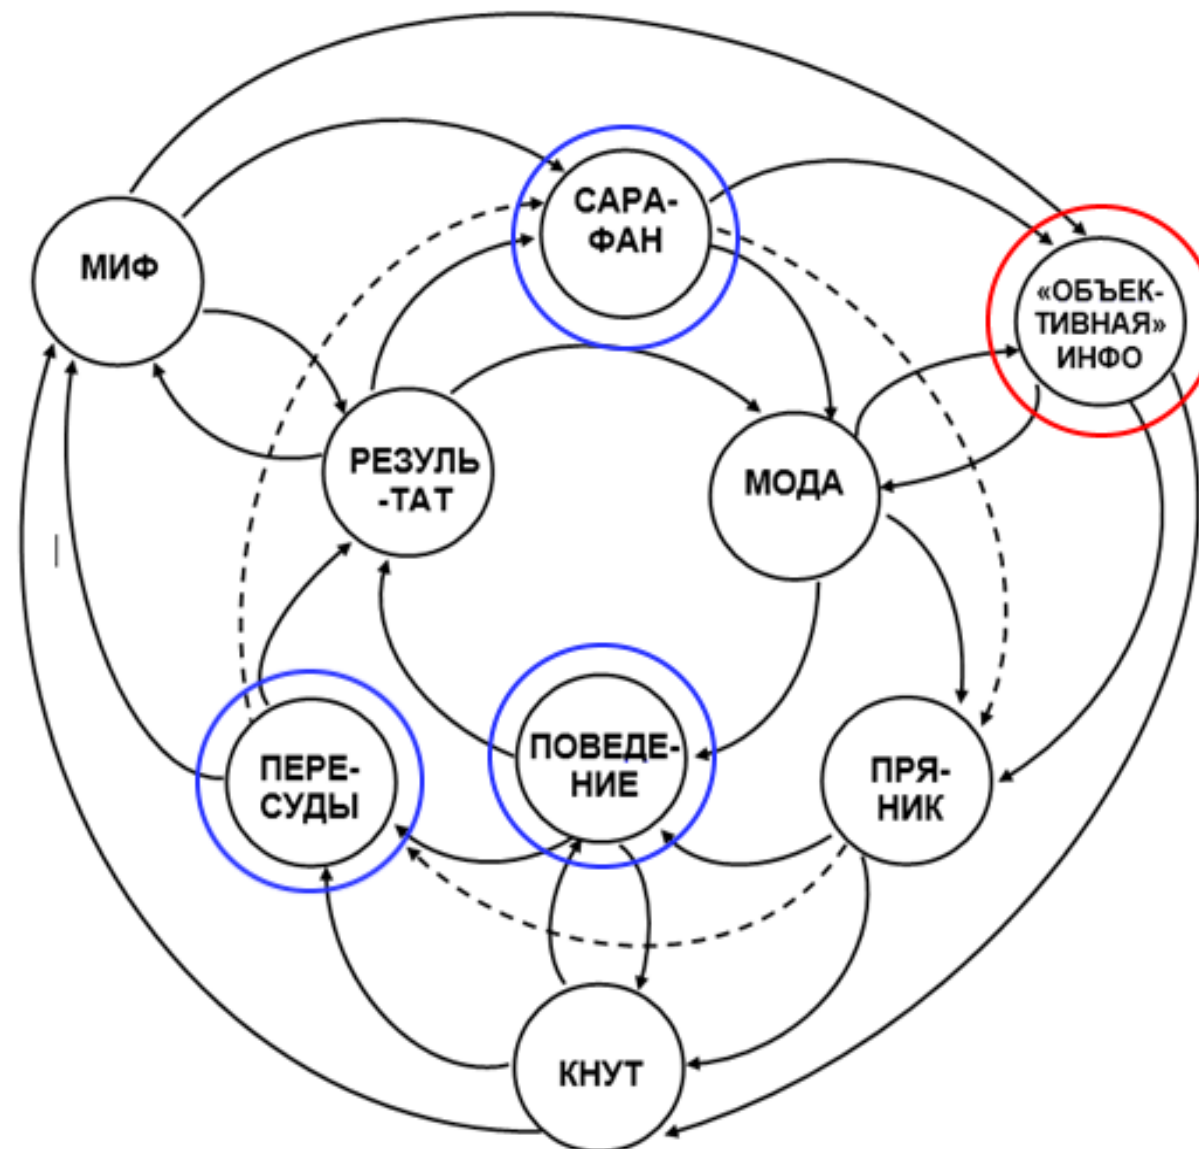 САРА-
ФАН
МИФ
«ОБЪЕК-
ТИВНАЯ»
ИНФО
РЕЗУЛЬ
-ТАТ
МОДА
ПЕРЕ-
СУДЫ
ПОВЕДЕ-
НИЕ
ПРЯ-
НИК
КНУТ